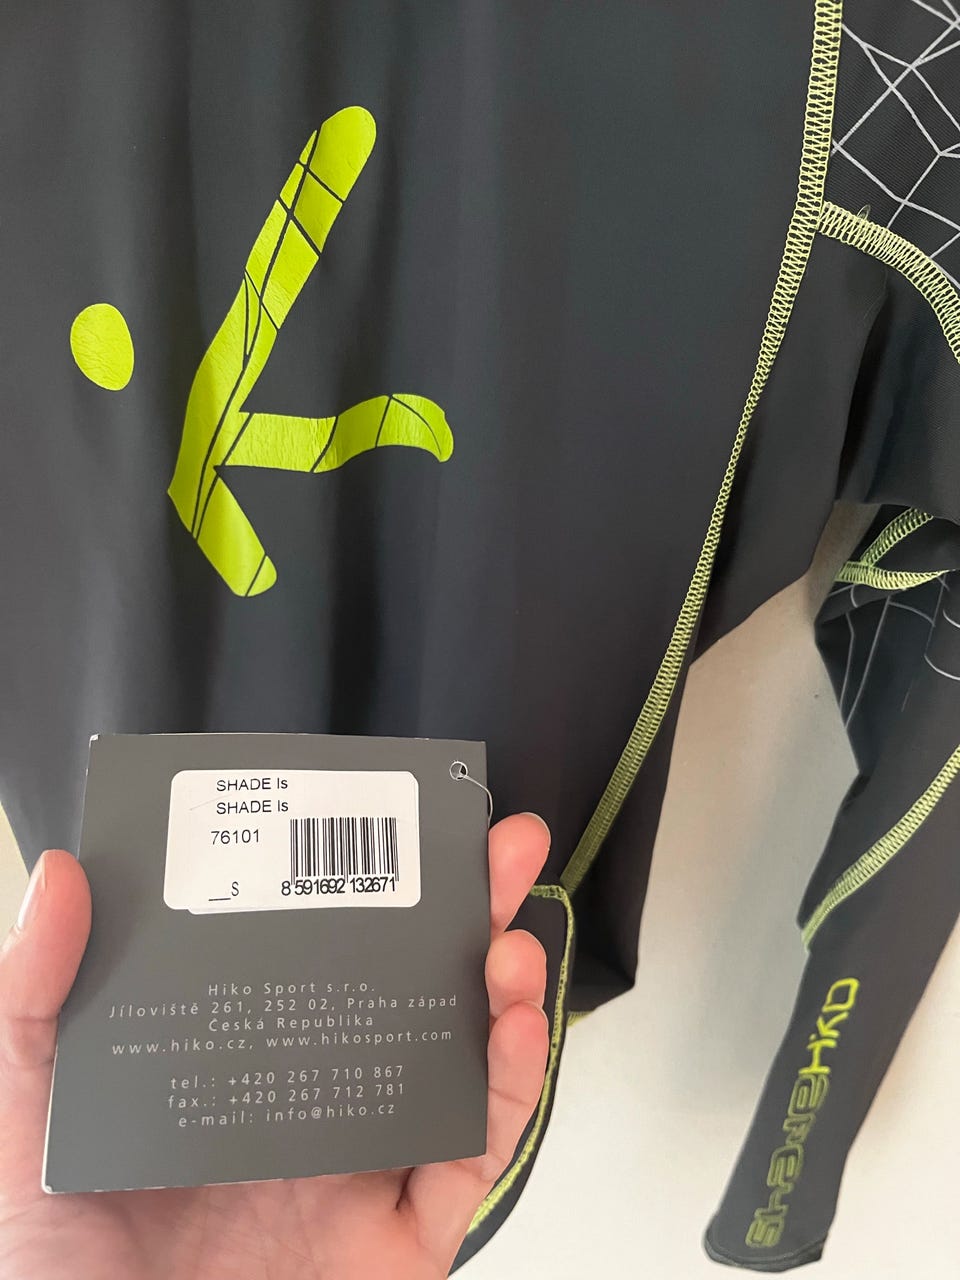 SHADE ls
SHADE ls
76101
__S
8 591692 132671
Hiko Sport s.r.o.
Jíloviště 261, 252 02, Praha západ
Česká Republika
www.hiko.cz, www.hikosport.com
tel.: +420 267 710 867
fax.: +420 267 712 781
e-mail: info@hiko.cz
SHADE HIKO